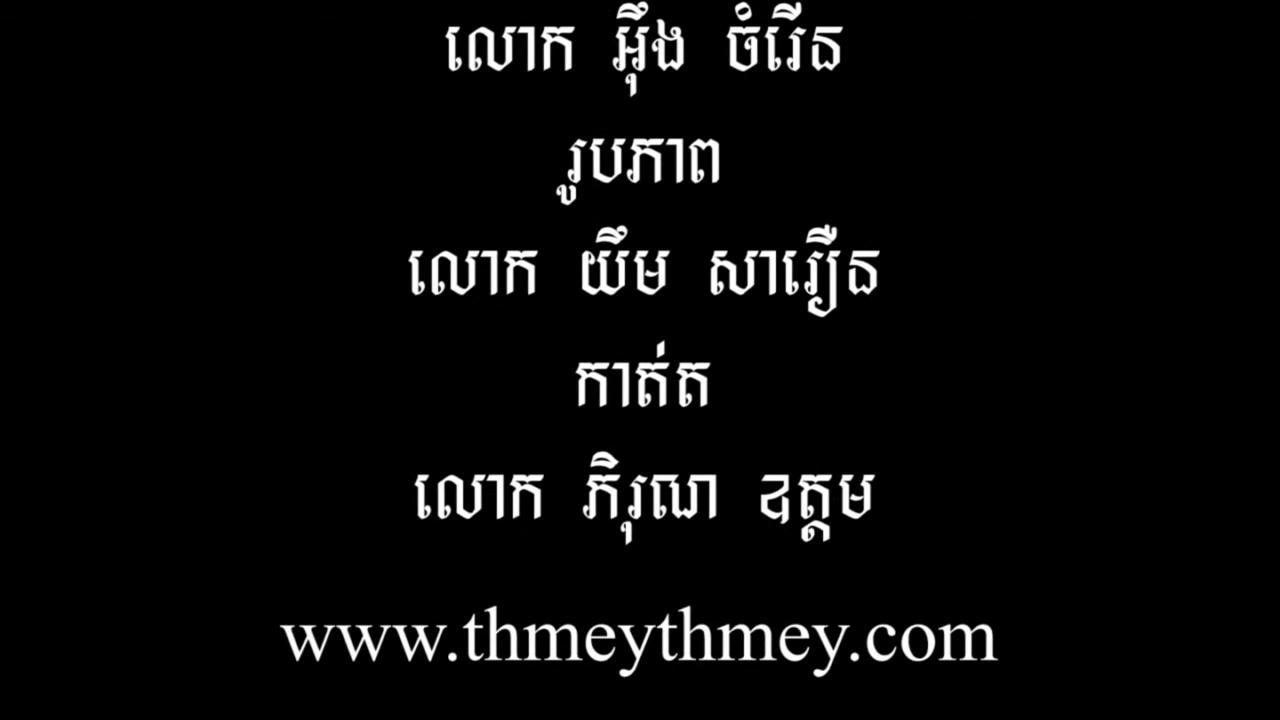 លោក អ៊ឹង ចំរើន
រូបភាព
លោក យឹម សារឿន
កាត់ត
លោក ភិរុណ ឧត្តម
www.thmeythmey.com